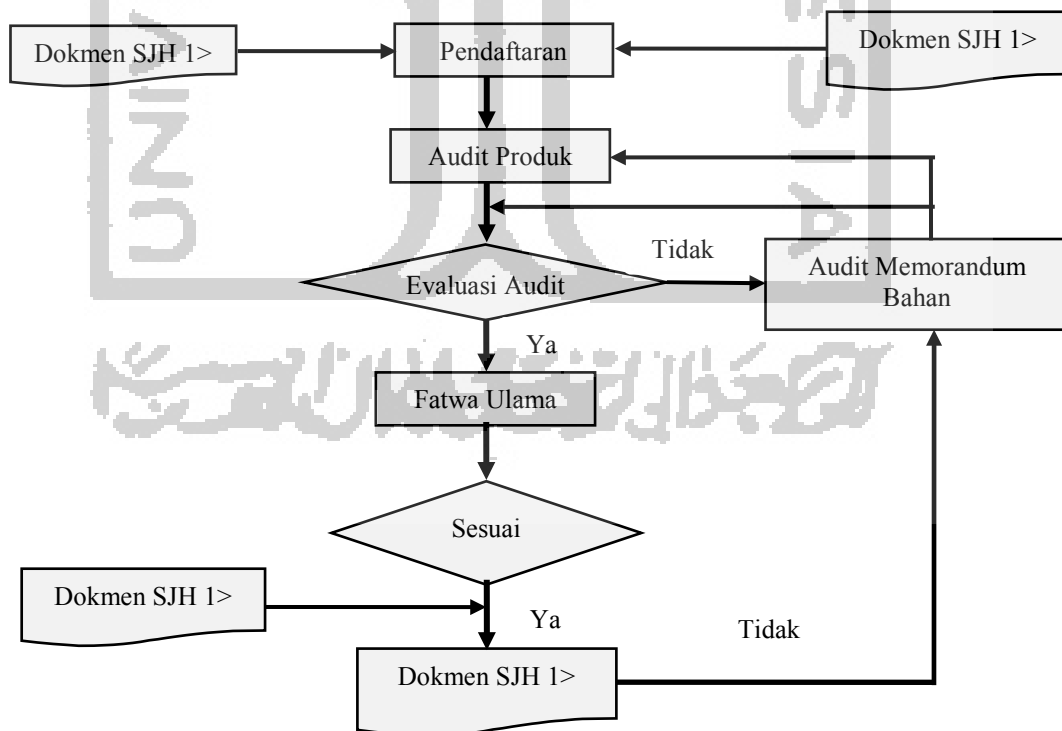 Dokmen SJH 1>
Pendaftaran
Dokmen SJH 1>
Audit Produk
Tidak
Evaluasi Audit
Audit Memorandum
Bahan
Ya
Fatwa Ulama
Sesuai
Dokmen SJH 1>
Ya
Tidak
Dokmen SJH 1>